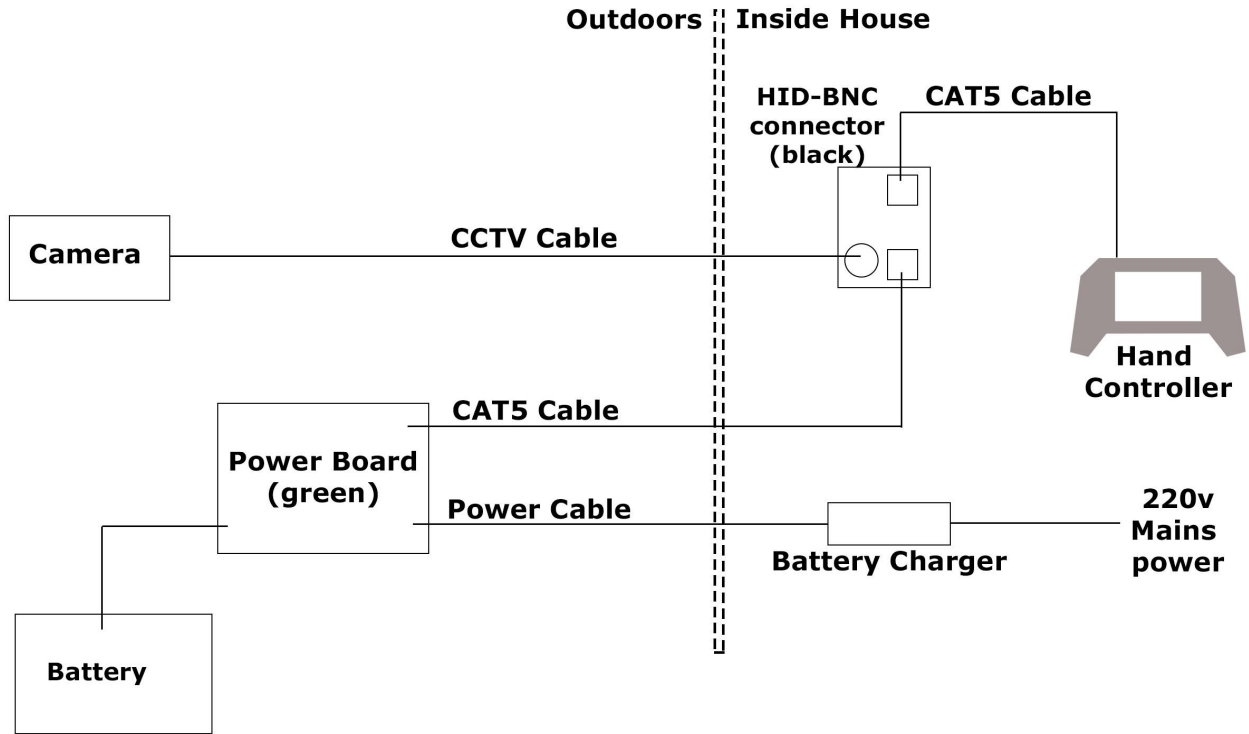 Outdoors
Inside House
HID-BNC
connector
(black)
CAT5 Cable
Camera
CCTV Cable
Hand
Controller
CAT5 Cable
Power Board
(green)
Power Cable
220v
Mains
power
Battery Charger
Battery